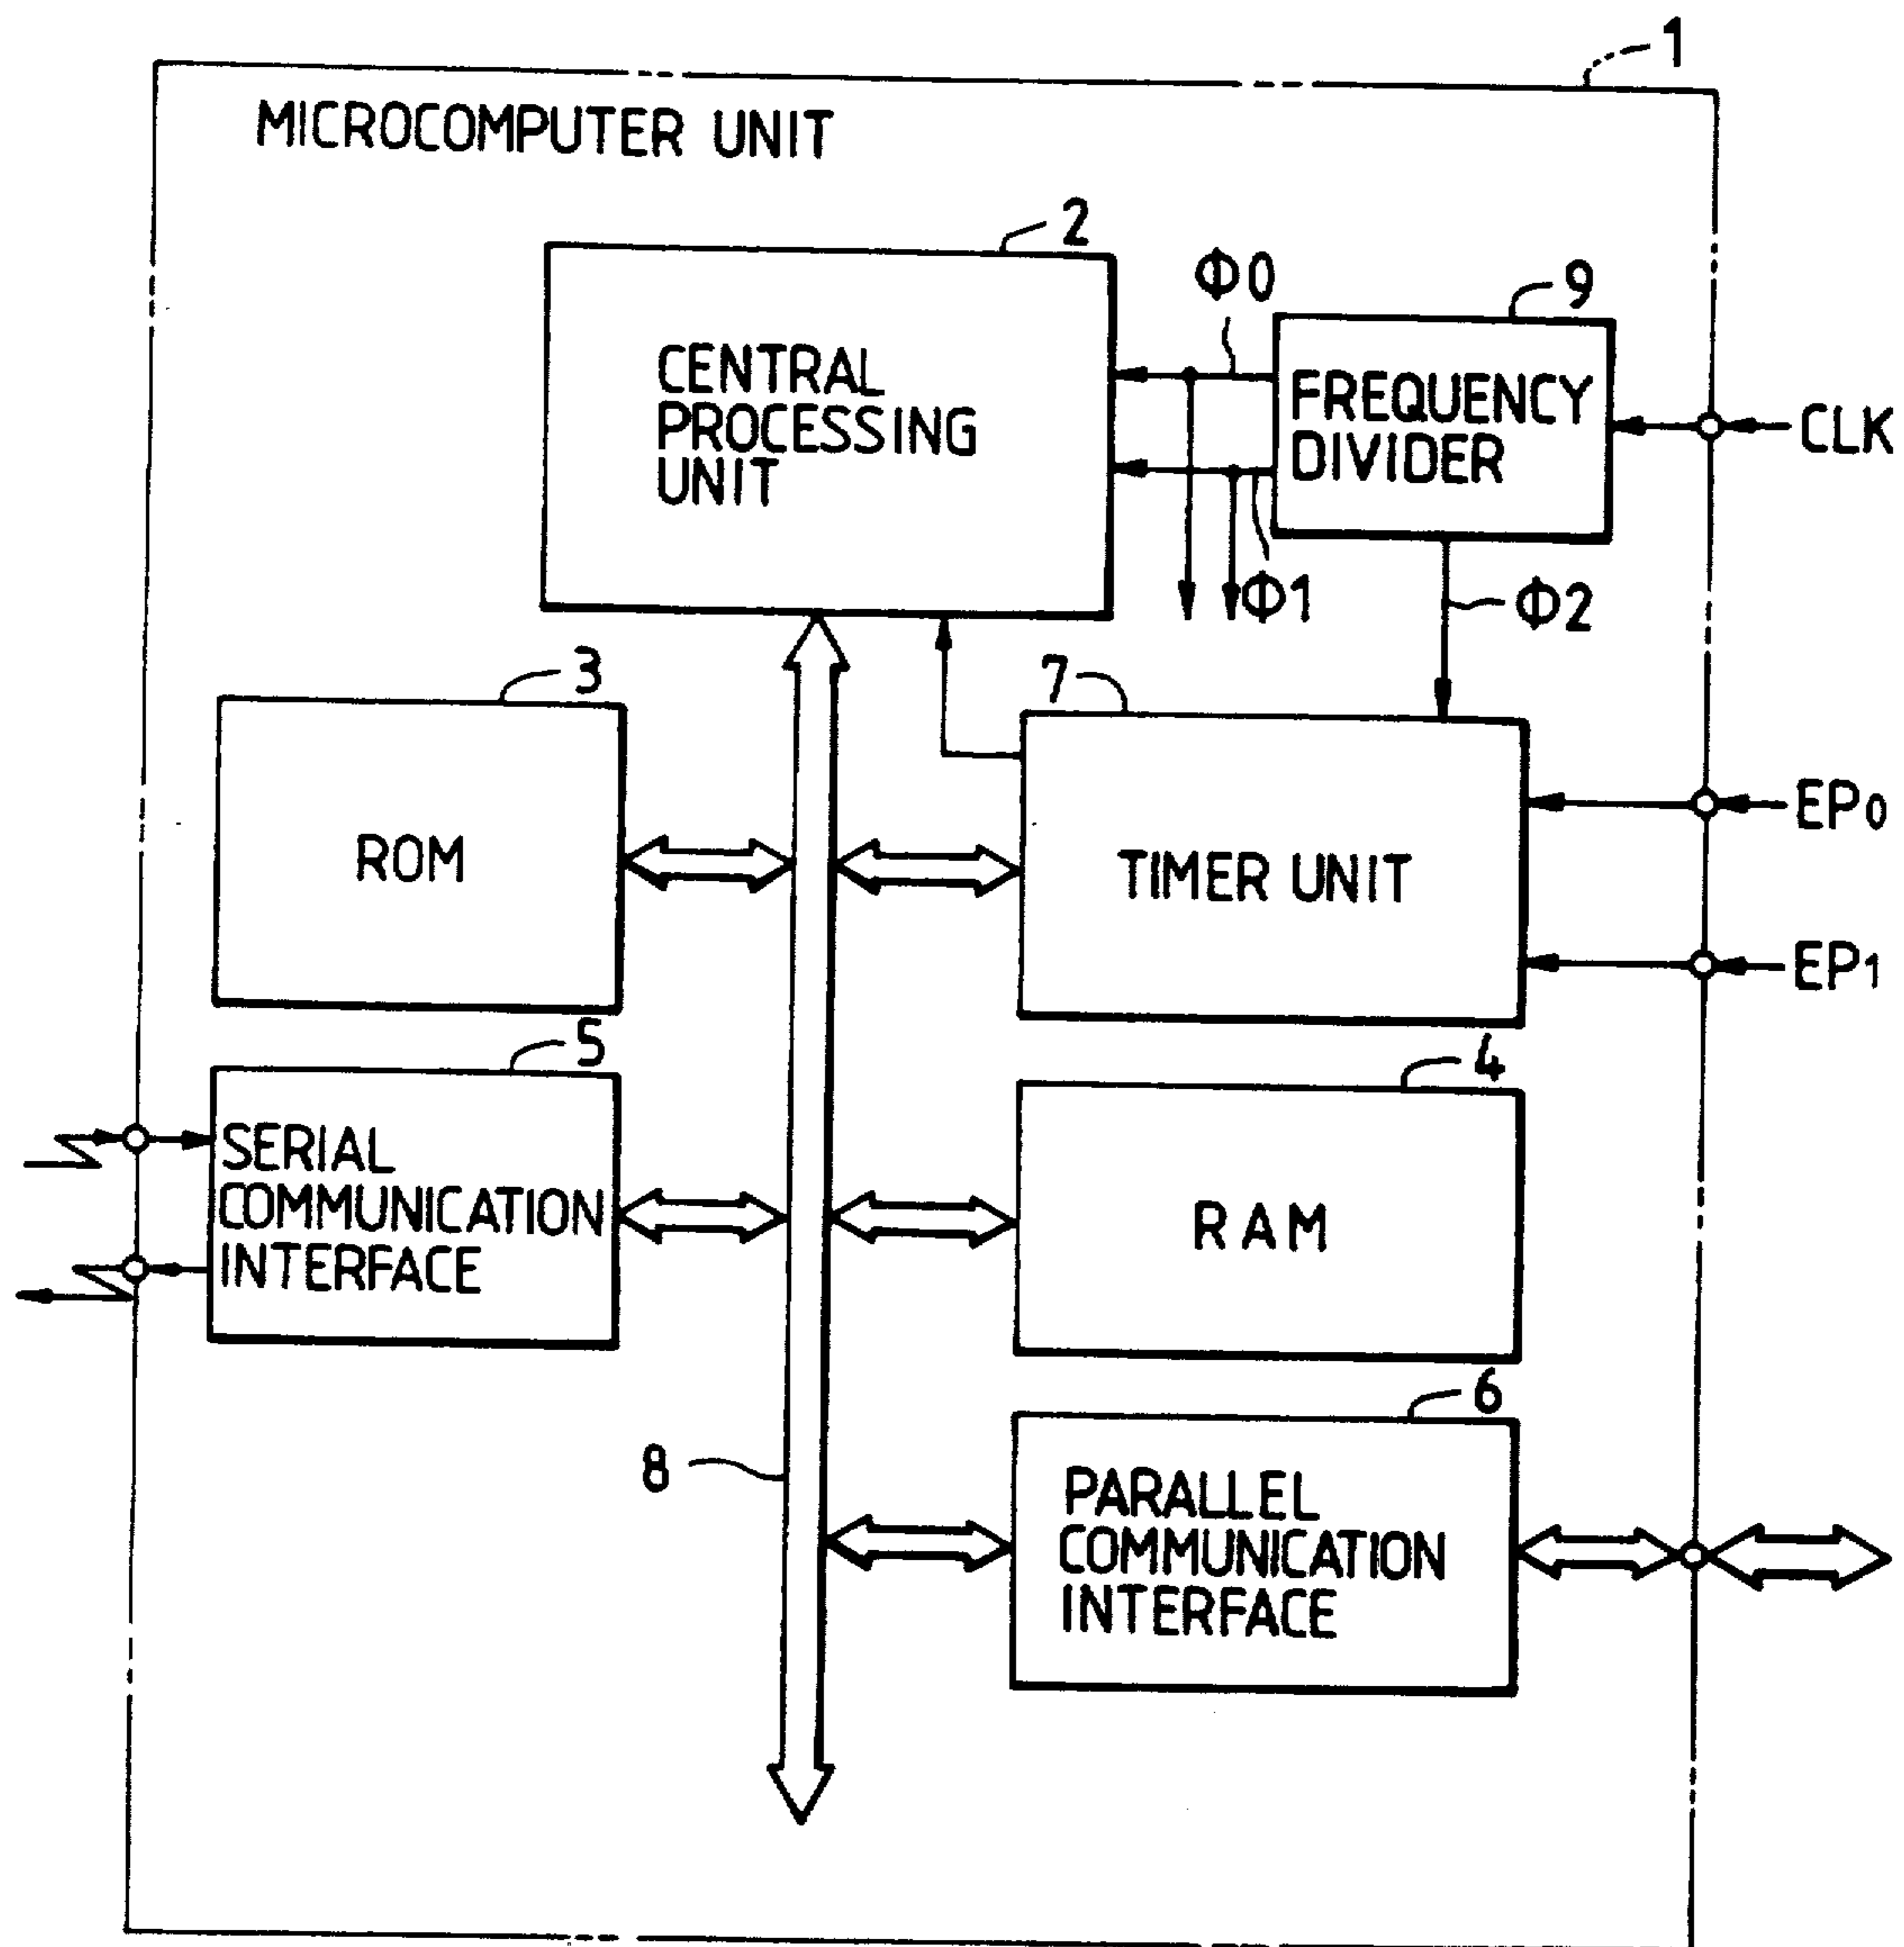 1
MICROCOMPUTER UNIT
2
Φ0
9
CENTRAL
PROCESSING
UNIT
FREQUENCY
DIVIDER
CLK
Φ1
Φ2
3
7
ROM
TIMER UNIT
EP0
EP1
5
4
SERIAL
COMMUNICATION
INTERFACE
RAM
6
8
PARALLEL
COMMUNICATION
INTERFACE